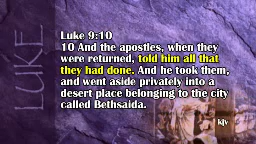 LUKE
Luke 9:10
10 And the apostles, when they
were returned, told him all that
they had done. And he took them,
and went aside privately into a
desert place belonging to the city
called Bethsaida.
kjv